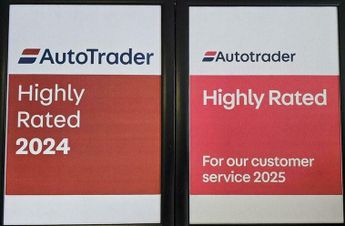 AutoTrader
Highly
Rated
2024
Autotrader
Highly Rated
For our customer
service 2025